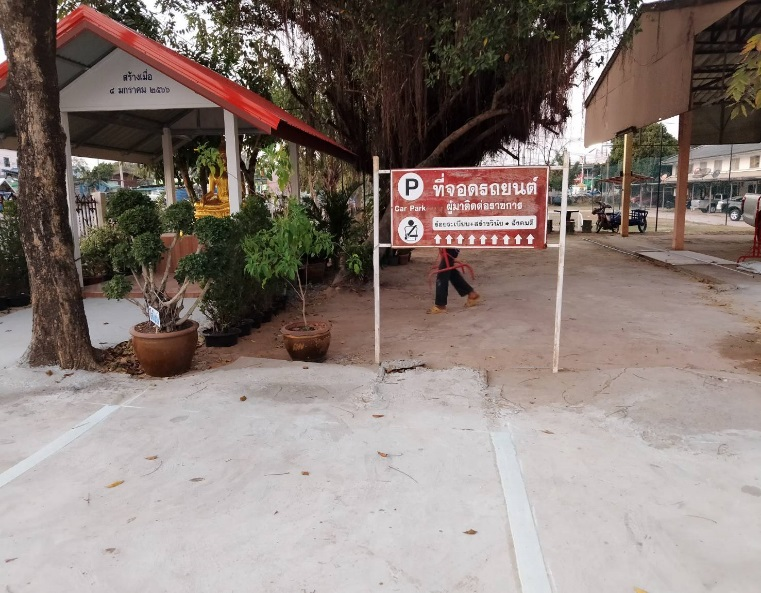 สร้างเมื่อ
๔ มกราคม ๒๕๖๖
P ที่จอดรถยนต์
Car Park ผู้มาติดต่อราชการ